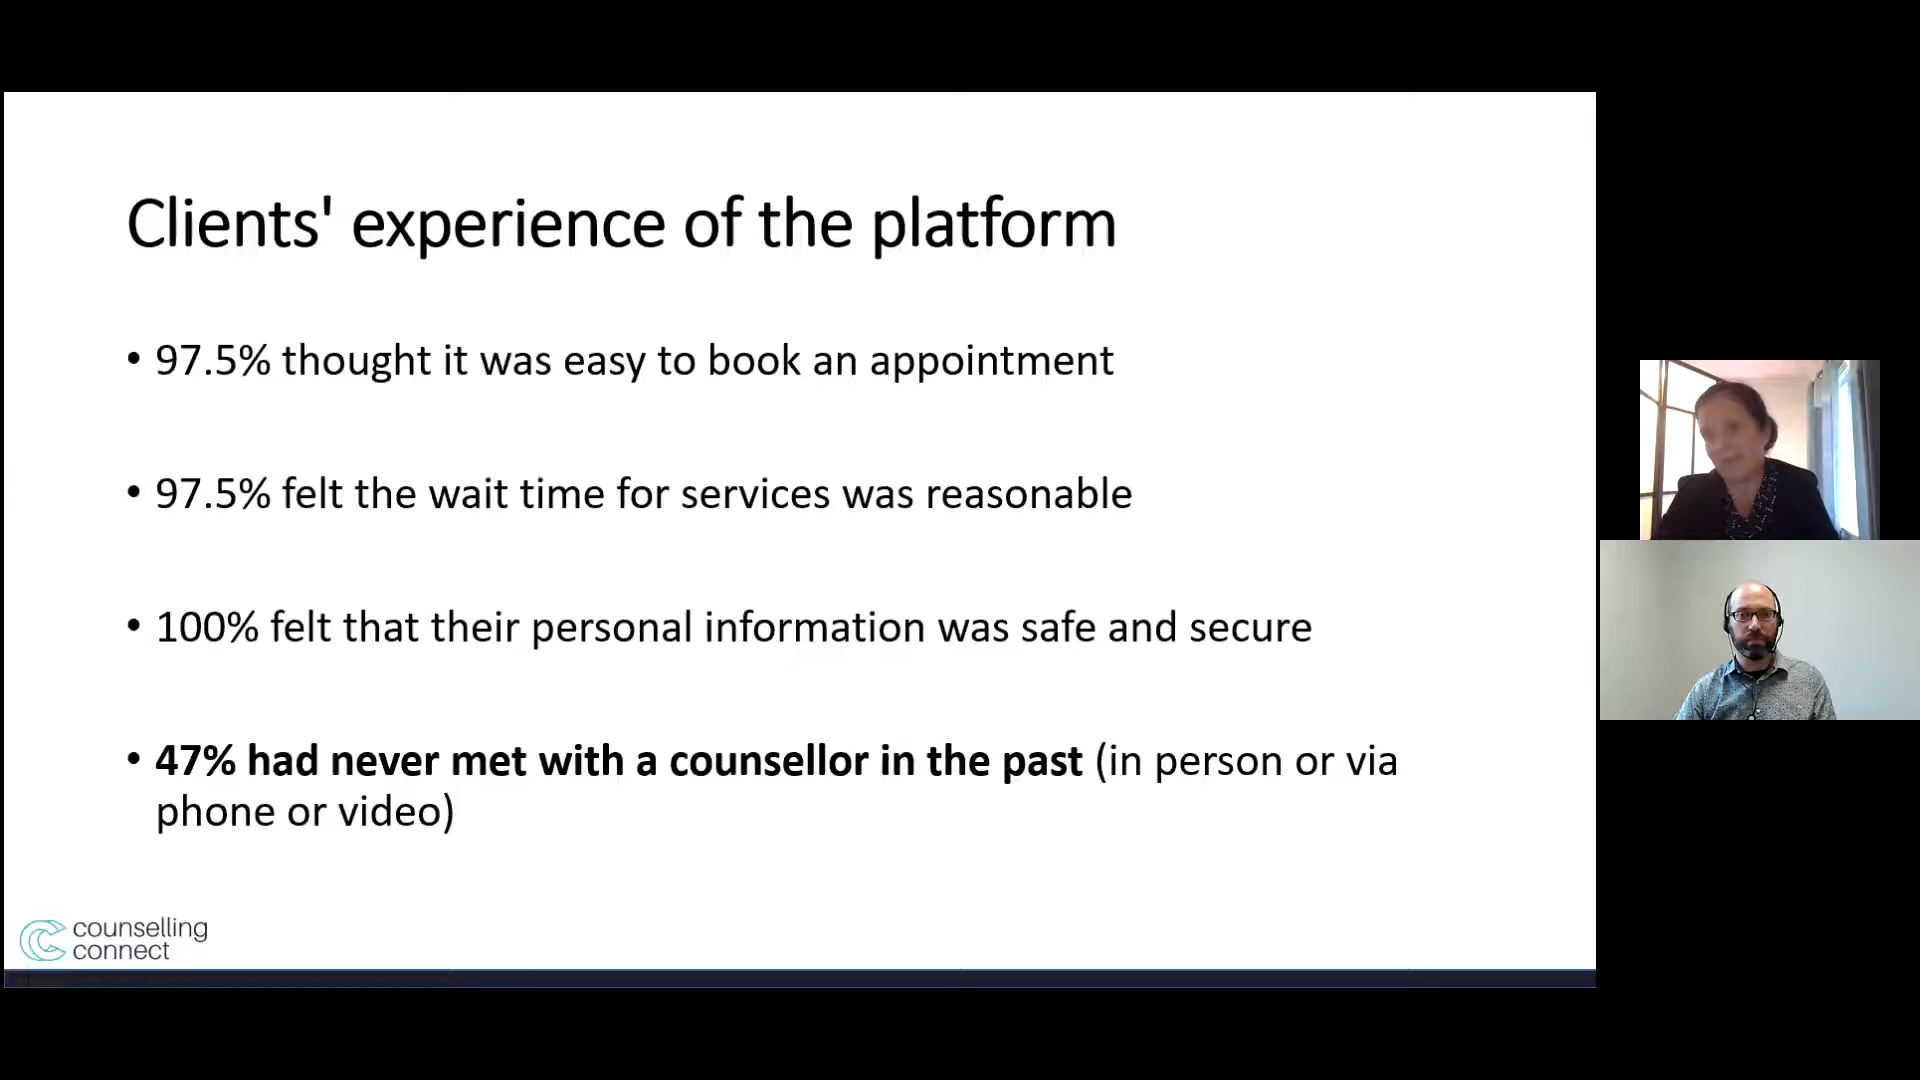 Clients' experience of the platform
• 97.5% thought it was easy to book an appointment
• 97.5% felt the wait time for services was reasonable
• 100% felt that their personal information was safe and secure
• 47% had never met with a counsellor in the past (in person or via
phone or video)
counselling
connect